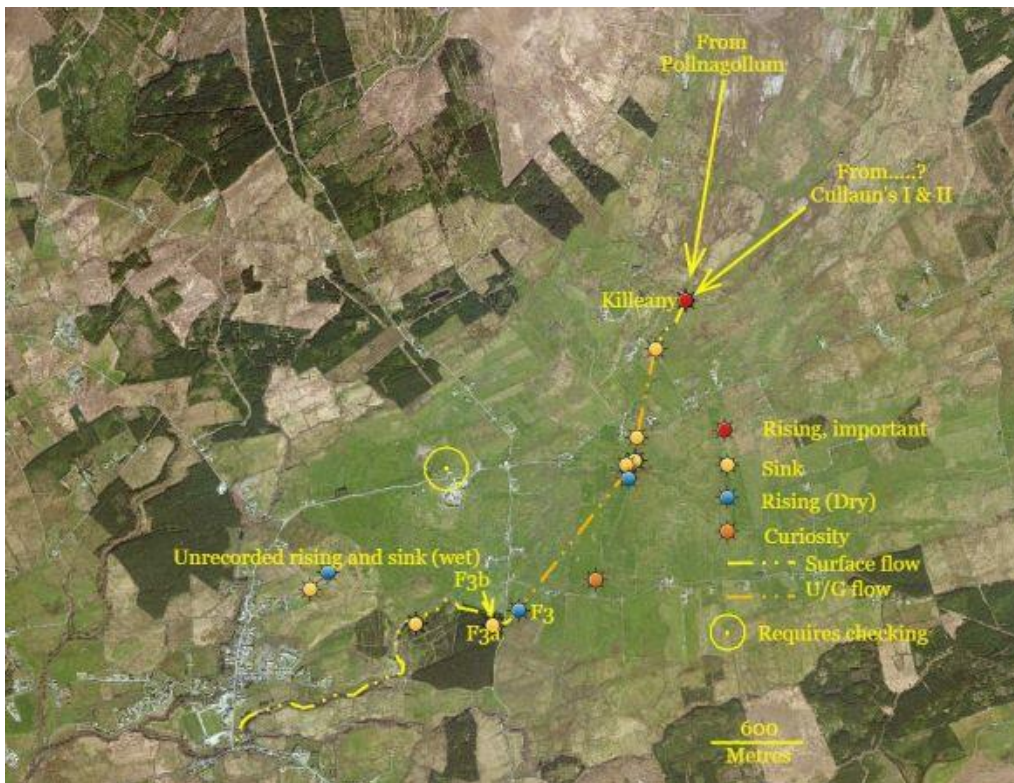 From
Pollnagollum
From.....?
Cullaun's I & II
Killeany
Rising, important
Sink
Rising (Dry)
Curiosity
Surface flow
U/G flow
Requires checking
Unrecorded rising and sink (wet)
F3b
F3
F3a
600
Metres